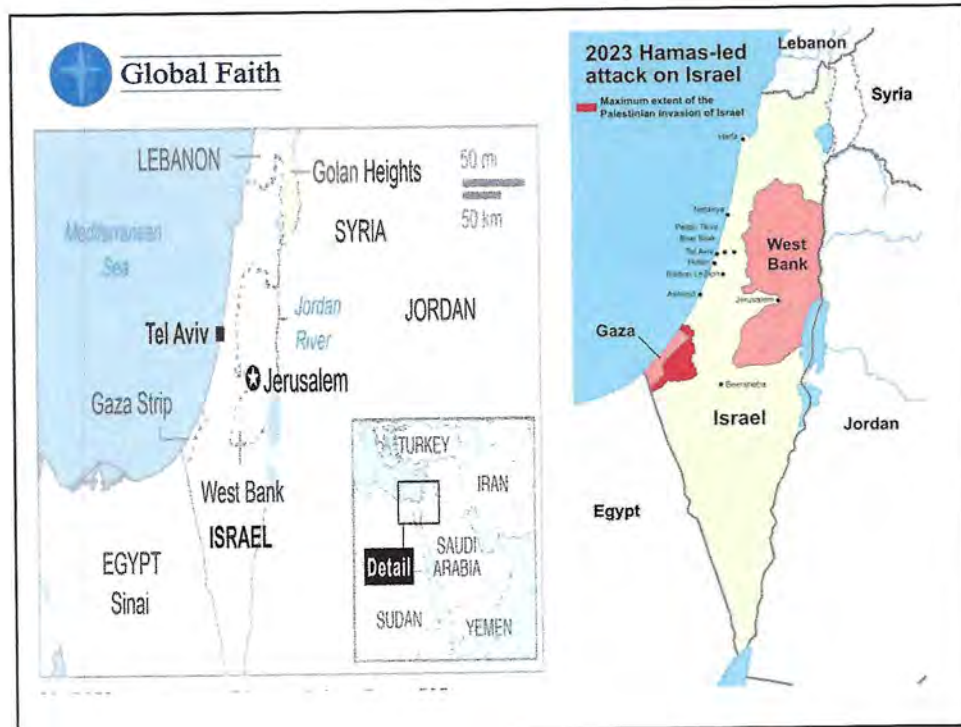 Global Faith
LEBANON
Golan Heights
50 mi
50 km
Mediterranean
Sea
SYRIA
JORDAN
Jordan
River
Tel Aviv
Jerusalem
Gaza Strip
West Bank
ISRAEL
EGYPT
Sinai
TURKEY
IRAN
Detail
SAUDI
ARABIA
SUDAN
YEMEN
2023 Hamas-led
attack on Israel
Maximum extent of the
Palestinian invasion of Israel
Lebanon
Syria
Haifa
Netanya
Tel Aviv
West
Bank
Jerusalem
Gaza
Beersheba
Israel
Jordan
Egypt